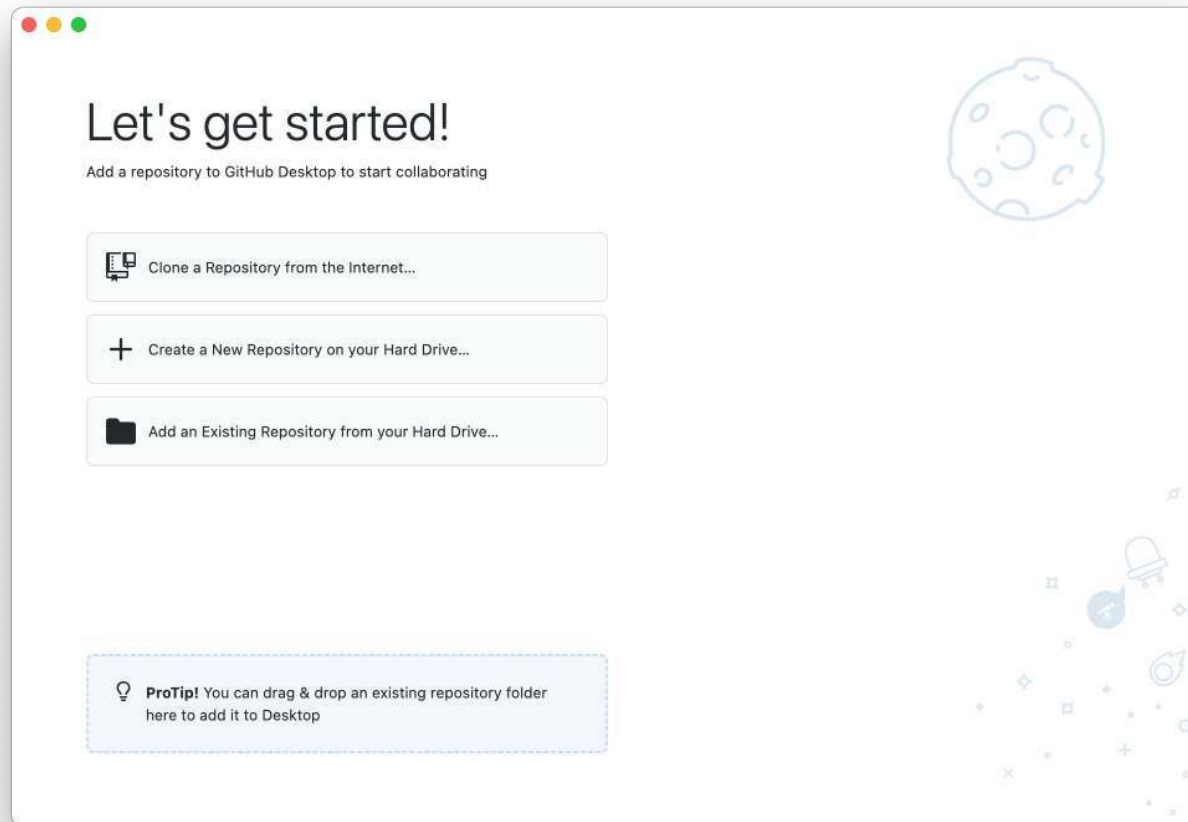 Let's get started!
Add a repository to GitHub Desktop to start collaborating
Clone a Repository from the Internet...
Create a New Repository on your Hard Drive...
Add an Existing Repository from your Hard Drive...
ProTip! You can drag & drop an existing repository folder
here to add it to Desktop